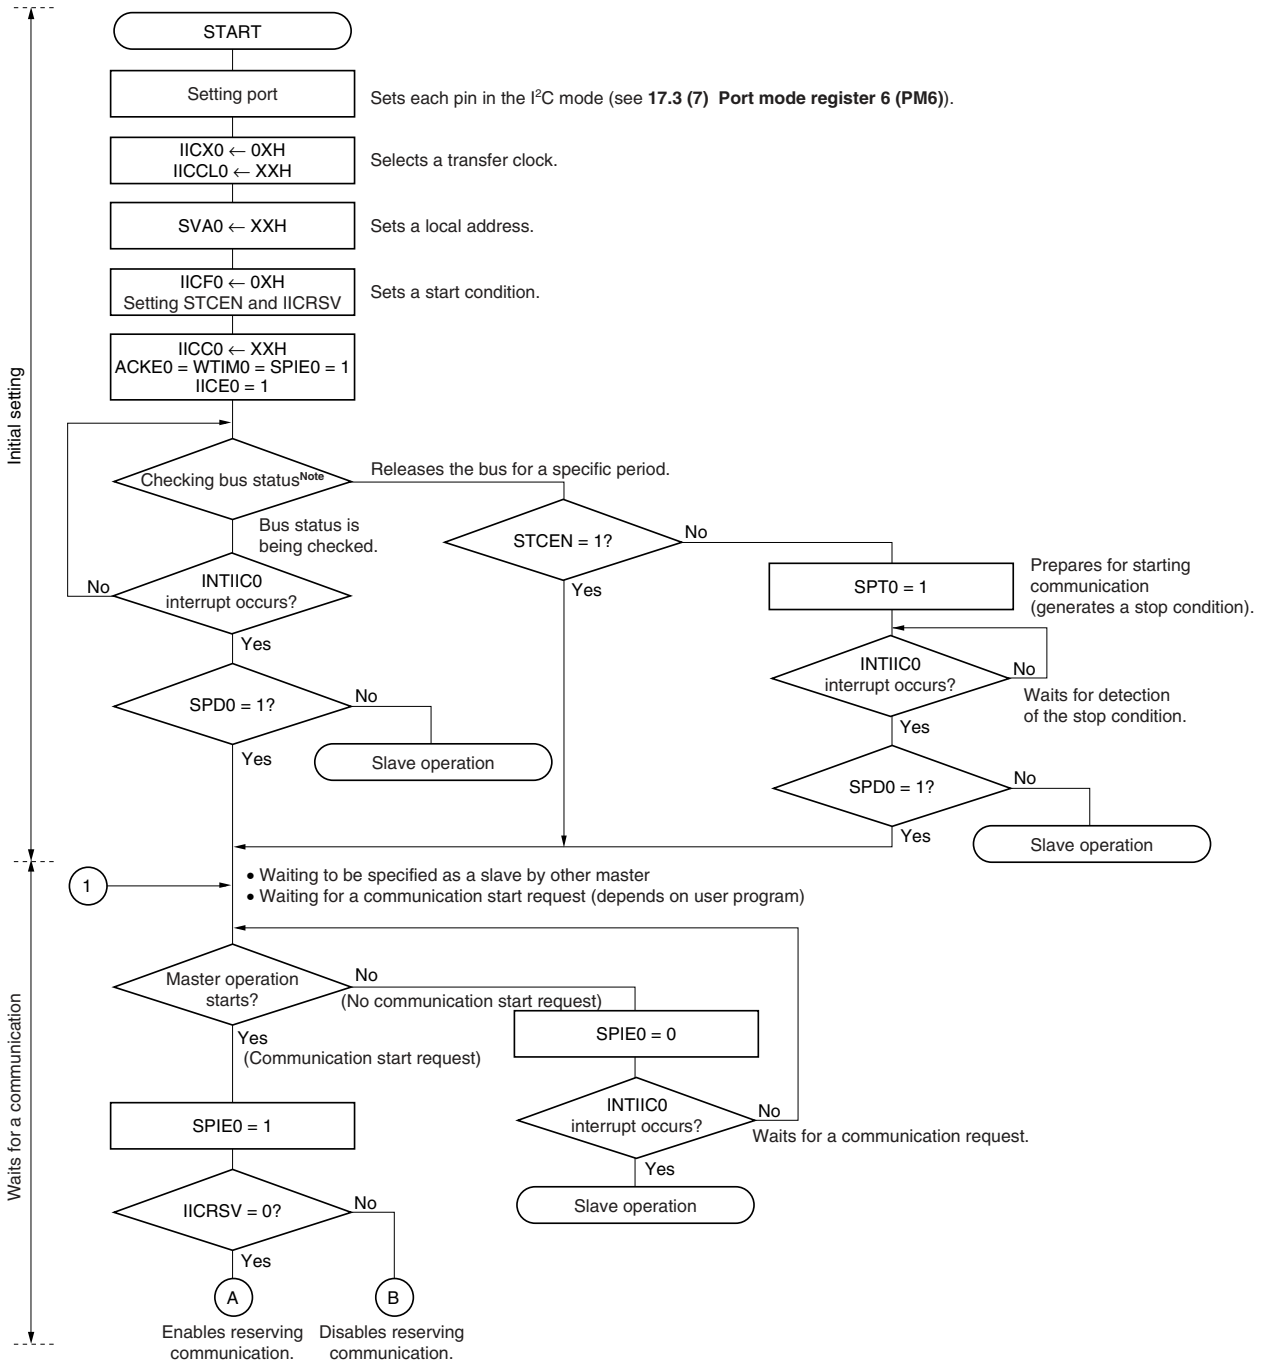 START
Setting port
Sets each pin in the I²C mode (see 17.3 (7) Port mode register 6 (PM6)).
IICX0 ← 0XH
IICCL0 ← XXH
Selects a transfer clock.
SVA0 ← XXH
Sets a local address.
IICF0 ← 0XH
Setting STCEN and IICRSV
Sets a start condition.
IICC0 ← XXH
ACKE0 = WTIM0 = SPIE0 = 1
IICE0 = 1
Initial setting
Checking bus statusNote
Releases the bus for a specific period.
Bus status is
being checked.
STCEN = 1?
No
Yes
SPT0 = 1
Prepares for starting
communication
(generates a stop condition).
INTIIC0
interrupt occurs?
No
Yes
INTIIC0
interrupt occurs?
No
Waits for detection
of the stop condition.
Yes
SPD0 = 1?
No
Yes
Slave operation
SPD0 = 1?
No
Yes
Slave operation
1
• Waiting to be specified as a slave by other master
• Waiting for a communication start request (depends on user program)
Waits for a communication
Master operation
starts?
No
(No communication start request)
Yes
(Communication start request)
SPIE0 = 0
INTIIC0
interrupt occurs?
No
Waits for a communication request.
Yes
Slave operation
SPIE0 = 1
IICRSV = 0?
No
Yes
A
B
Enables reserving
communication.
Disables reserving
communication.